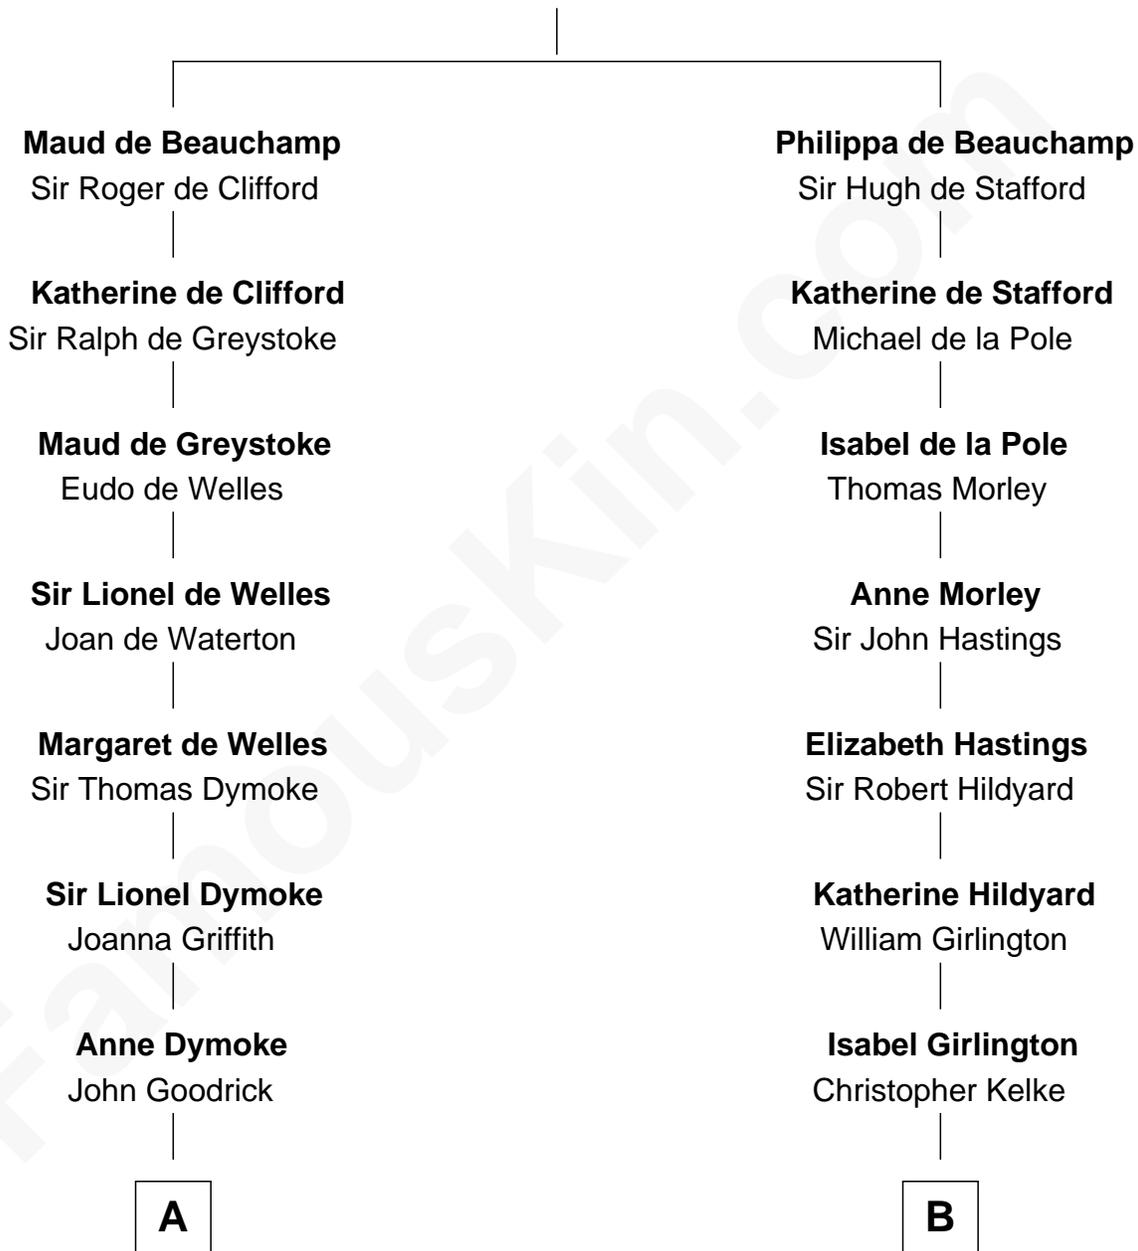 Maud de Beauchamp
Sir Roger de Clifford
Katherine de Clifford
Sir Ralph de Greystoke
Maud de Greystoke
Eudo de Welles
Sir Lionel de Welles
Joan de Waterton
Margaret de Welles
Sir Thomas Dymoke
Sir Lionel Dymoke
Joanna Griffith
Anne Dymoke
John Goodrick
A
Philippa de Beauchamp
Sir Hugh de Stafford
Katherine de Stafford
Michael de la Pole
Isabel de la Pole
Thomas Morley
Anne Morley
Sir John Hastings
Elizabeth Hastings
Sir Robert Hildyard
Katherine Hildyard
William Girlington
Isabel Girlington
Christopher Kelke
B
FamousKin.com